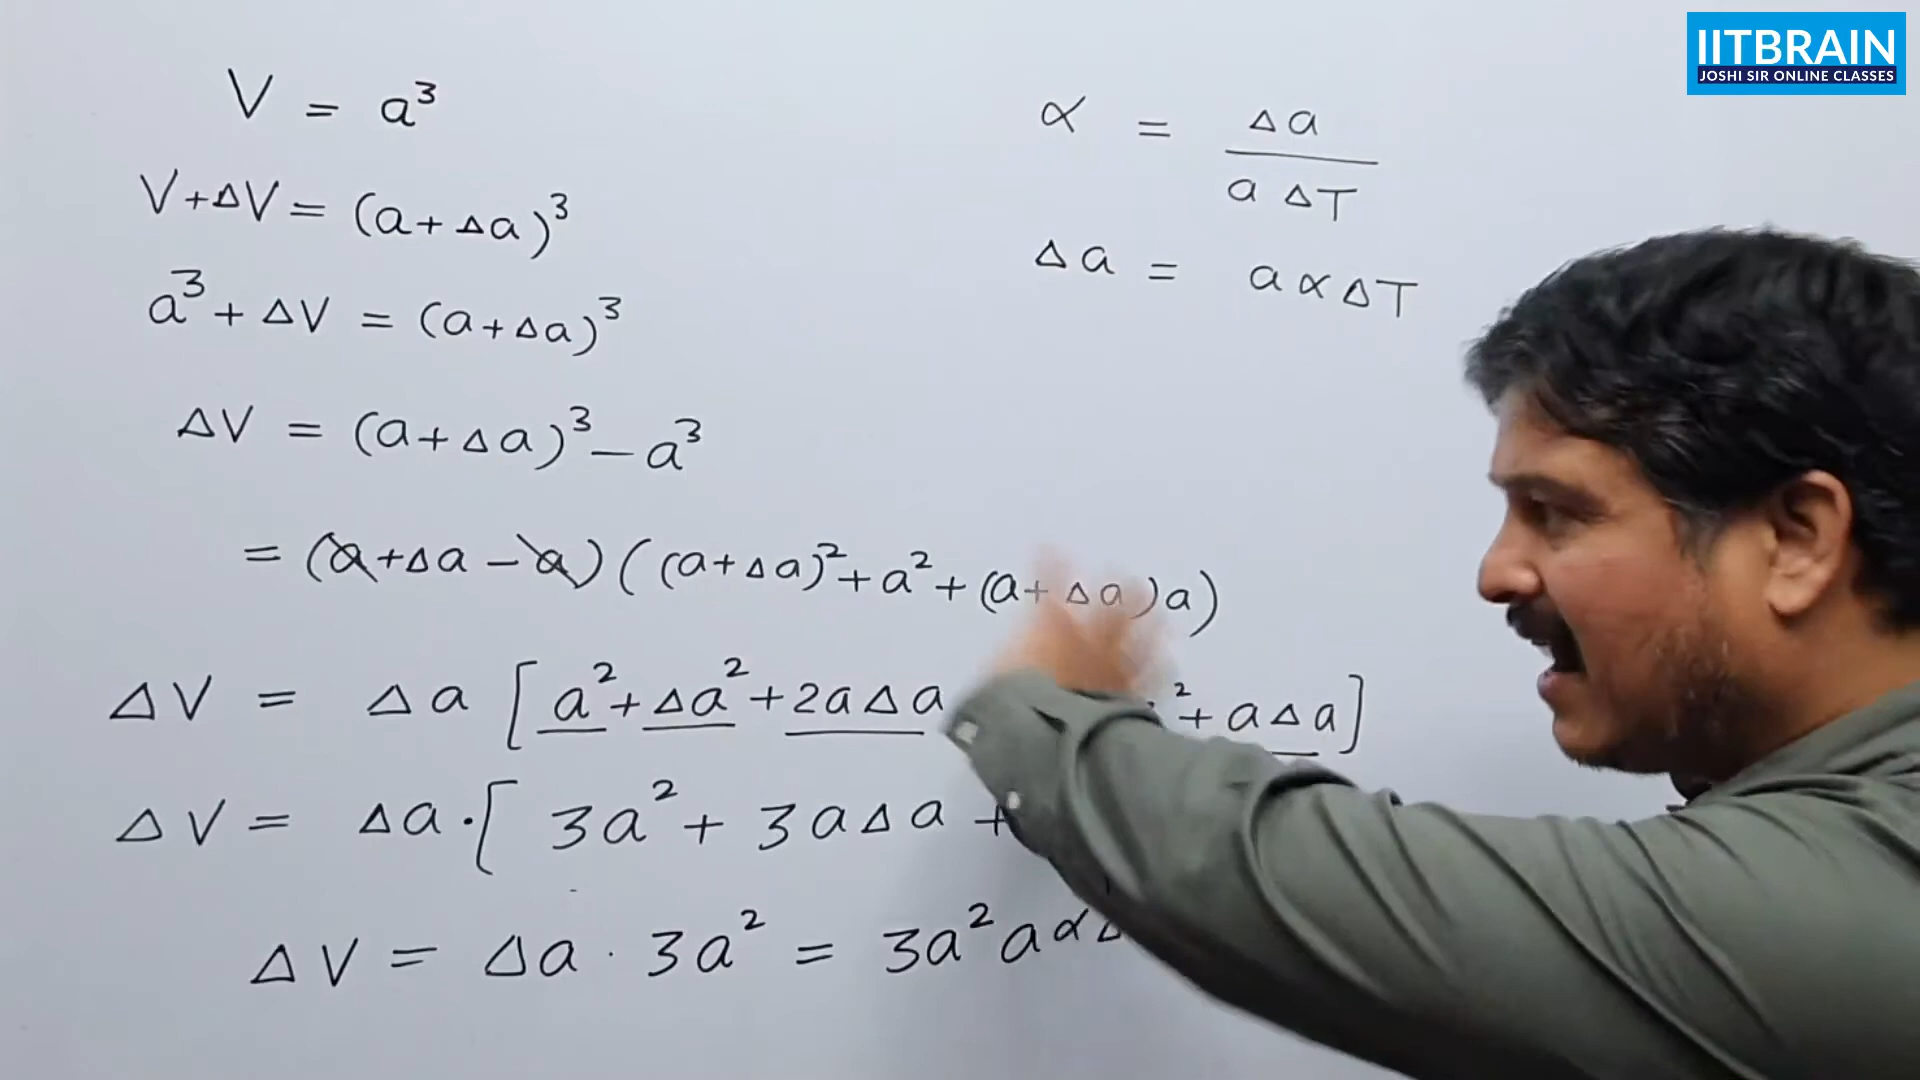 IITBRAIN
JOSHI SIR ONLINE CLASSES
V = a³
V+ΔV = (a+Δa)³
a³+ΔV = (a+Δa)³
ΔV = (a+Δa)³−a³
= (a+Δa−a)((a+Δa)²+a²+(a+Δa)a)
ΔV = Δa [a²+Δa²+2aΔa ²+aΔa]
ΔV = Δa·[3a²+3aΔa +
ΔV = Δa · 3a² = 3a²aα
α = Δa
a ΔT
Δa = aαΔT